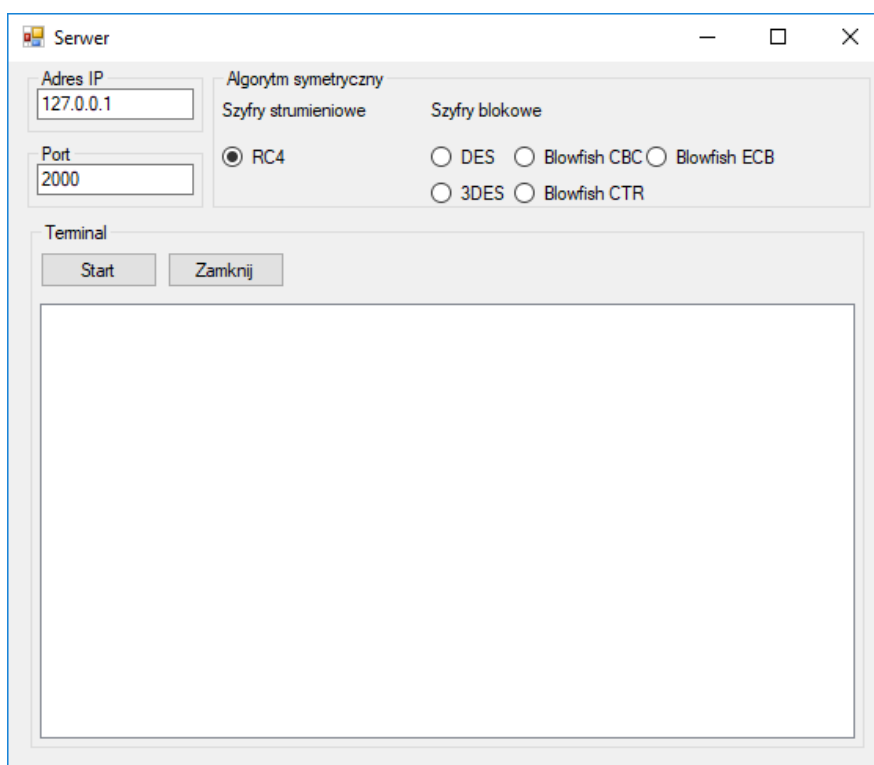 Serwer
Adres IP
127.0.0.1
Port
2000
Algorytm symetryczny
Szyfry strumieniowe Szyfry blokowe
RC4 DES Blowfish CBC Blowfish ECB
3DES Blowfish CTR
Terminal
Start Zamknij